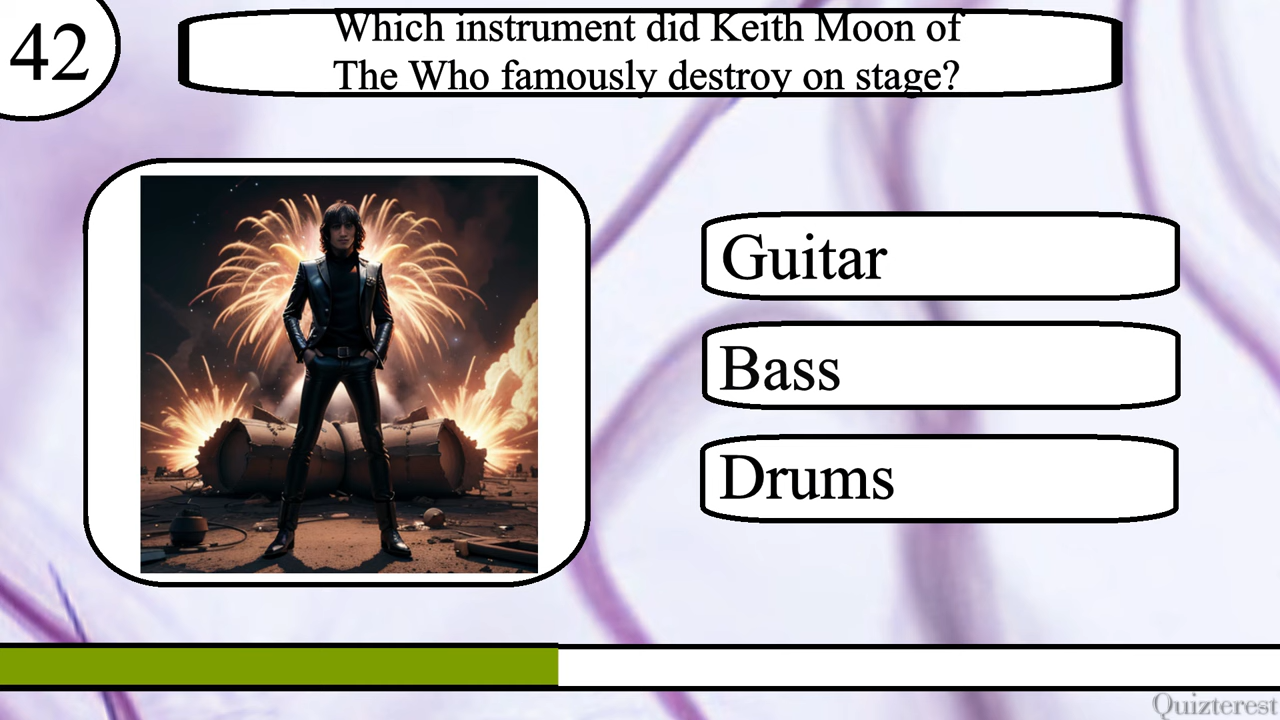 42
Which instrument did Keith Moon of
The Who famously destroy on stage?
Guitar
Bass
Drums
Quizterest